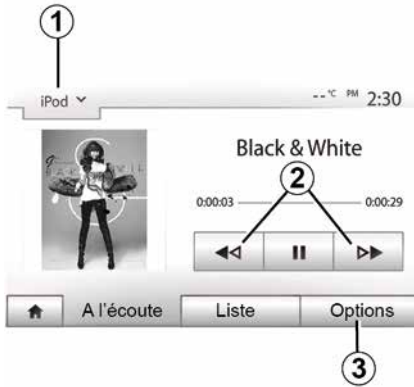 1
iPod
--°C PM 2:30
Black & White
2
0:00:03 0:00:29
A l'écoute Liste Options
3